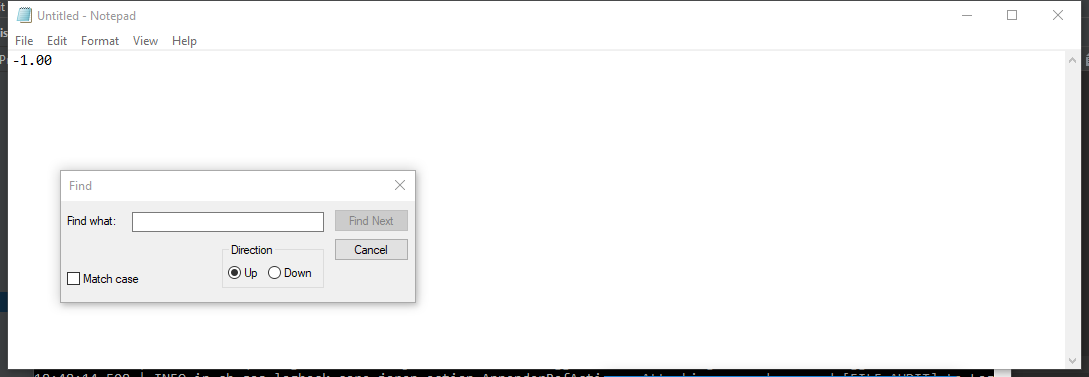 Untitled - Notepad
File Edit Format View Help
-1.00
Find
Find what:
Find Next
Direction
Cancel
Up Down
Match case